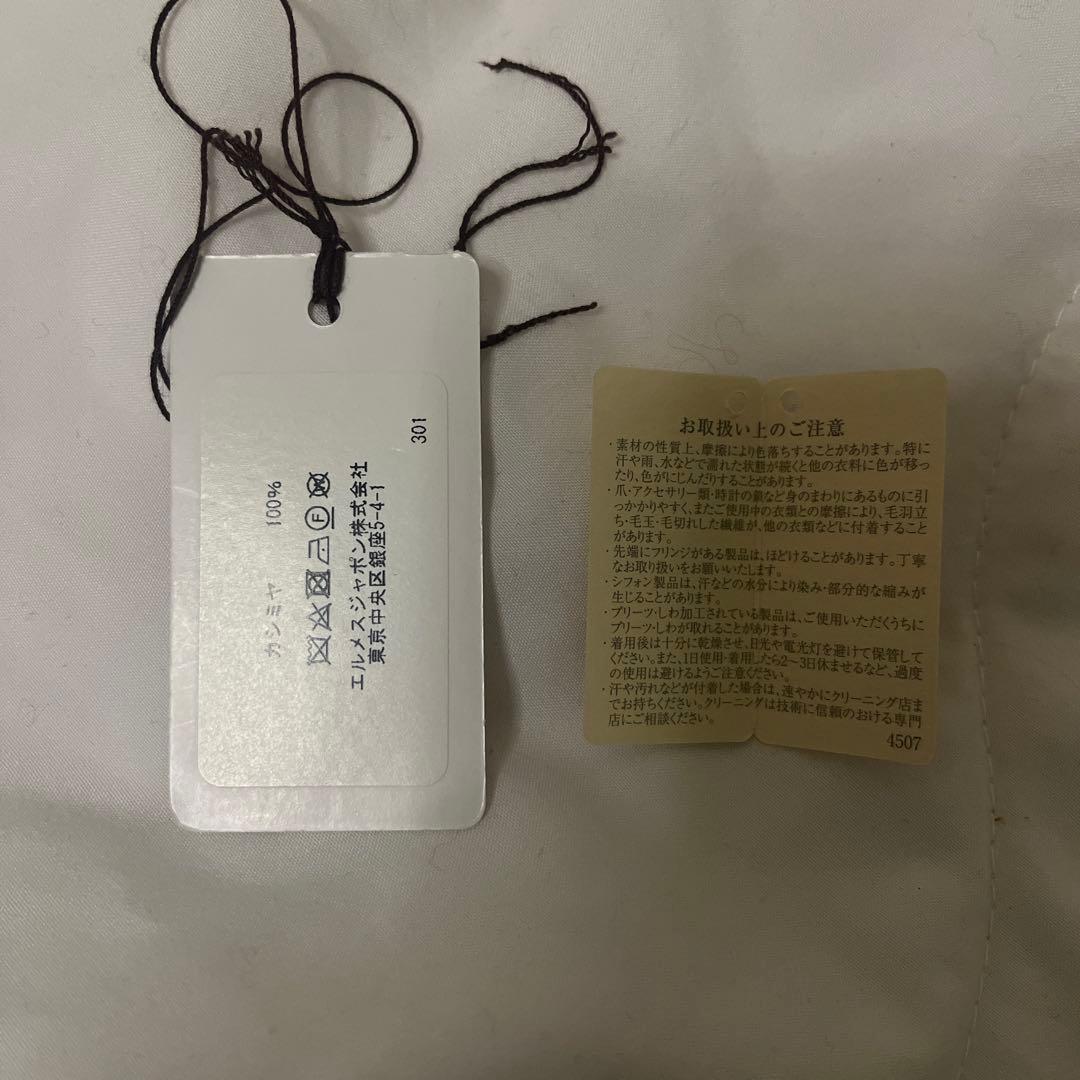 カシミヤ 100%
F
W
エルメスジャポン株式会社
東京中央区銀座5-4-1
301
お取扱い上のご注意
・素材の性質上、摩擦により色落ちすることがあります。特に
汗や雨、水などで濡れた状態が続くと他の衣料に色が移っ
たり、色がにじんだりすることがあります。
・爪・アクセサリー類・時計の鎖など身のまわりにあるものに引
っかかりやすく、またご使用中の衣類との摩擦により、毛羽立
ち・毛玉・毛切れした繊維が、他の衣類などに付着すること
があります。
・先端にフリンジがある製品は、ほどけることがあります。丁寧
なお取り扱いをお願いいたします。
・シフォン製品は、汗などの水分により染み・部分的な縮みが
生じることがあります。
・プリーツ・しわ加工されている製品は、ご使用いただくうちに
プリーツ・しわが取れることがあります。
・着用後は十分に乾燥させ、日光や電光灯を避けて保管して
ください。また、1日使用・着用したら2～3日休ませるなど、過度
の使用は避けるようご注意ください。
・汗や汚れなどが付着した場合は、速やかにクリーニング店ま
でお持ちください。クリーニングは技術に信頼のおける専門
店にご相談ください。
4507